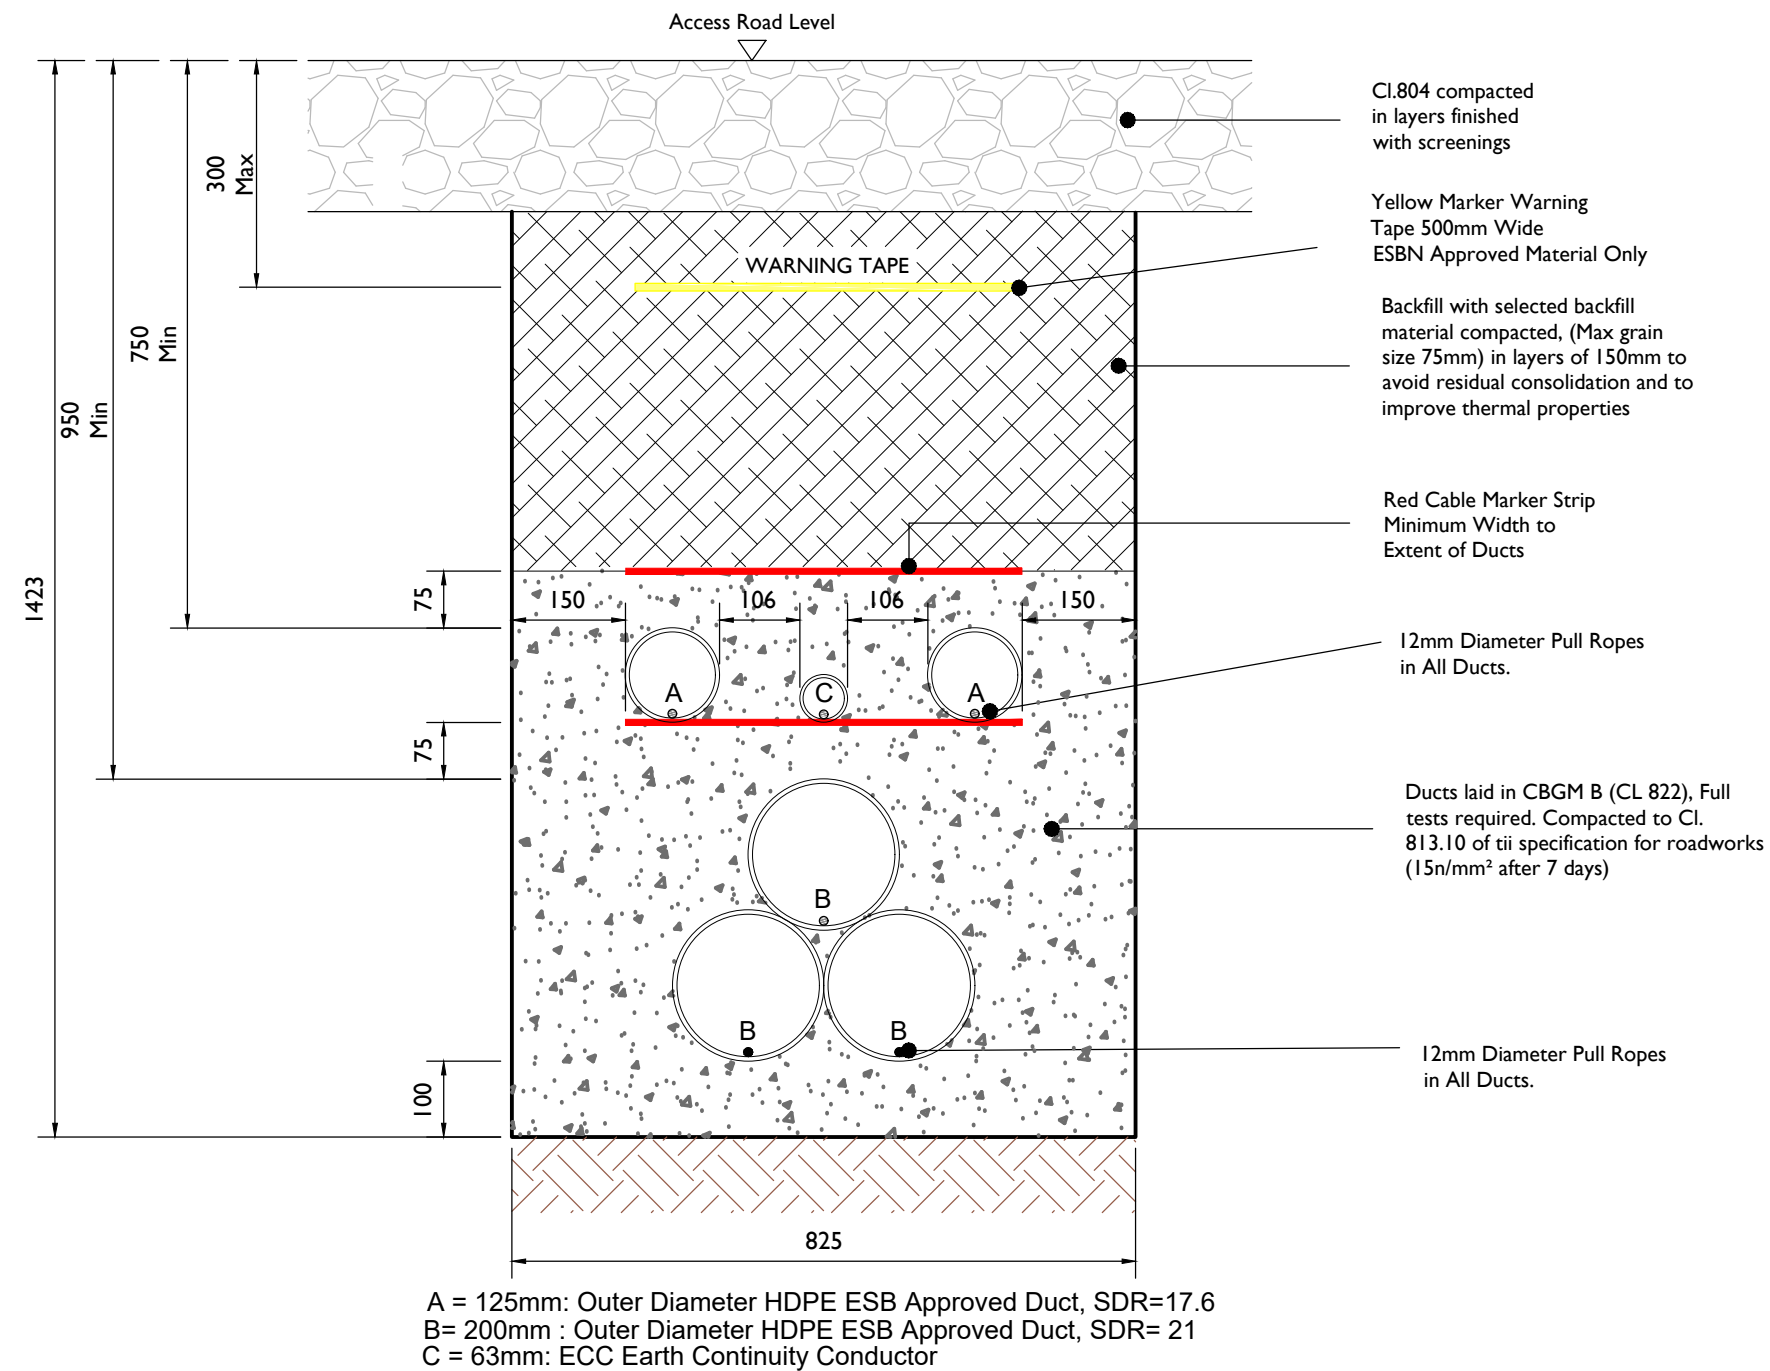 Access Road Level
Cl.804 compacted
in layers finished
with screenings
300
Max
Yellow Marker Warning
Tape 500mm Wide
ESBN Approved Material Only
WARNING TAPE
750
Min
Backfill with selected backfill
material compacted, (Max grain
size 75mm) in layers of 150mm to
avoid residual consolidation and to
improve thermal properties
950
Min
Red Cable Marker Strip
Minimum Width to
Extent of Ducts
1423
75
150
106
106
150
12mm Diameter Pull Ropes
in All Ducts.
A
C
A
75
Ducts laid in CBGM B (CL 822), Full
tests required. Compacted to Cl.
813.10 of tii specification for roadworks
(15n/mm² after 7 days)
B
B
B
12mm Diameter Pull Ropes
in All Ducts.
100
825
A = 125mm: Outer Diameter HDPE ESB Approved Duct, SDR=17.6
B= 200mm : Outer Diameter HDPE ESB Approved Duct, SDR= 21
C = 63mm: ECC Earth Continuity Conductor